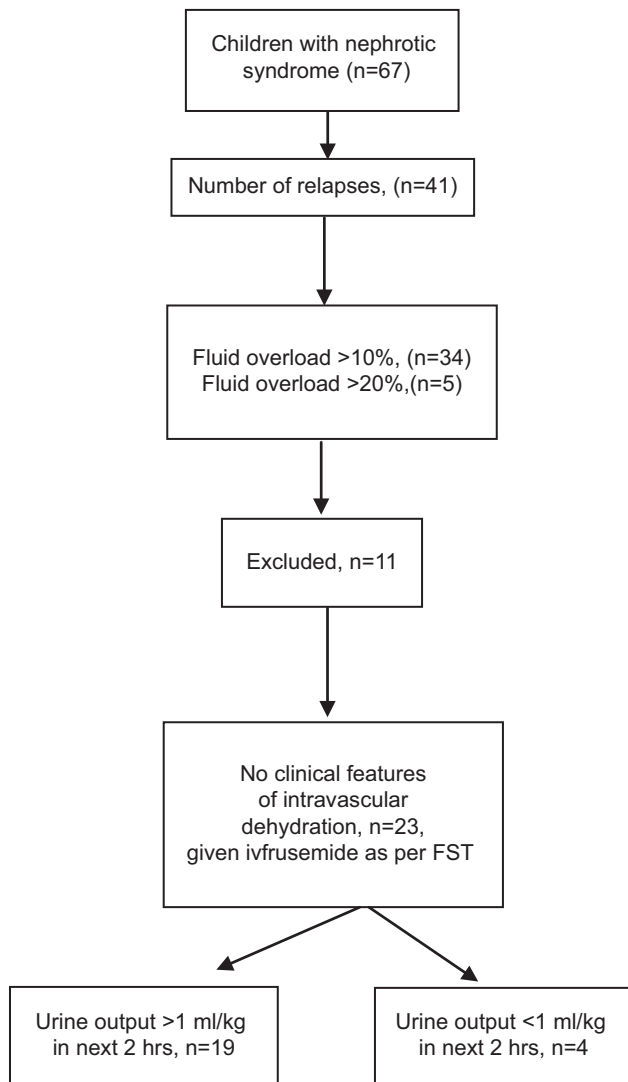 Children with nephrotic
syndrome (n=67)
Number of relapses, (n=41)
Fluid overload >10%, (n=34)
Fluid overload >20%,(n=5)
Excluded, n=11
No clinical features
of intravascular
dehydration, n=23,
given ivfrusemide as per FST
Urine output >1 ml/kg
in next 2 hrs, n=19
Urine output <1 ml/kg
in next 2 hrs, n=4